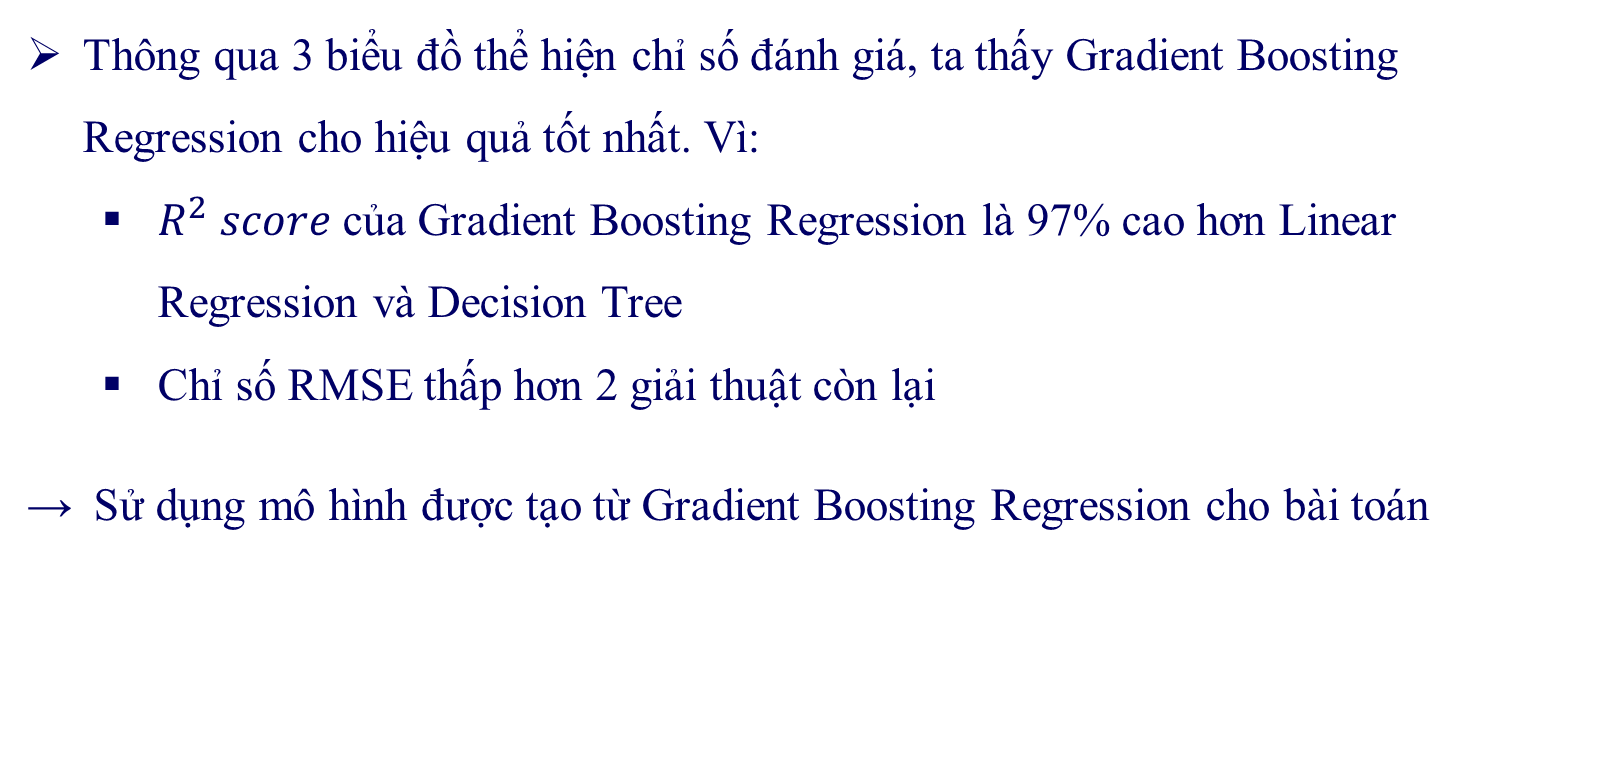 ➢ Thông qua 3 biểu đồ thể hiện chỉ số đánh giá, ta thấy Gradient Boosting
Regression cho hiệu quả tốt nhất. Vì:
▪ R² score của Gradient Boosting Regression là 97% cao hơn Linear
Regression và Decision Tree
▪ Chỉ số RMSE thấp hơn 2 giải thuật còn lại
→ Sử dụng mô hình được tạo từ Gradient Boosting Regression cho bài toán